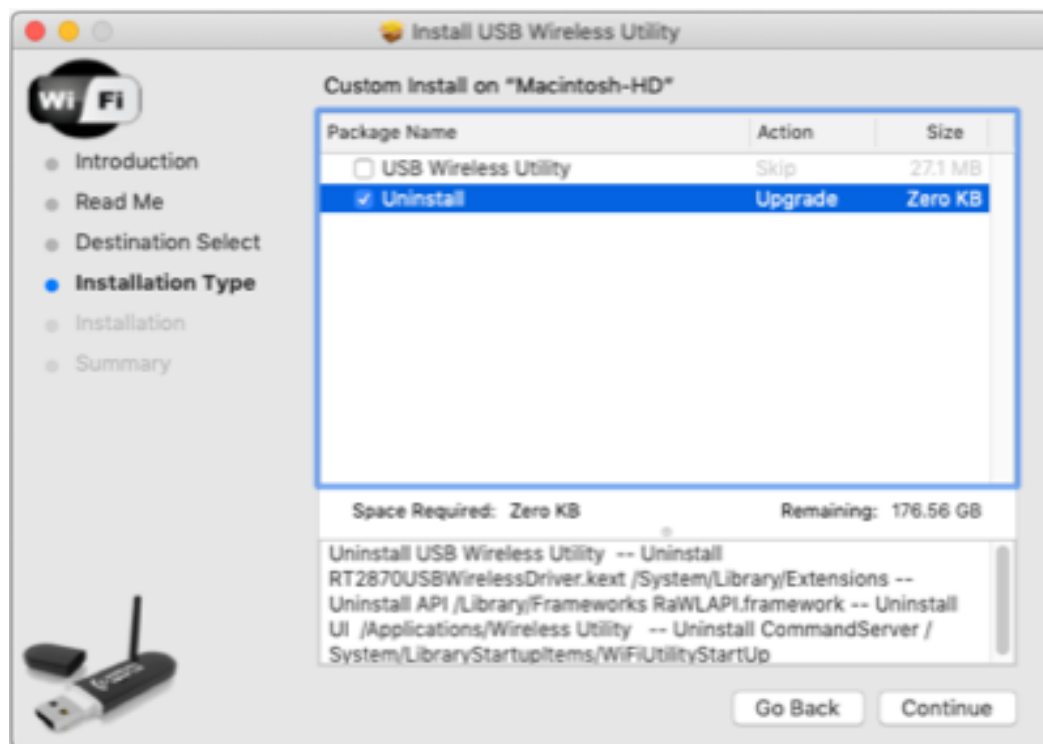 Install USB Wireless Utility
Wi Fi
Custom Install on "Macintosh-HD"
Package Name Action Size
USB Wireless Utility Skip 27.1 MB
Uninstall Upgrade Zero KB
Introduction
Read Me
Destination Select
Installation Type
Installation
Summary
Space Required: Zero KB Remaining: 176.56 GB
Uninstall USB Wireless Utility -- Uninstall
RT2870USBWirelessDriver.kext /System/Library/Extensions --
Uninstall API /Library/Frameworks RaWLAPI.framework -- Uninstall
UI /Applications/Wireless Utility -- Uninstall CommandServer /
System/LibraryStartupItems/WiFiUtilityStartUp
Go Back Continue